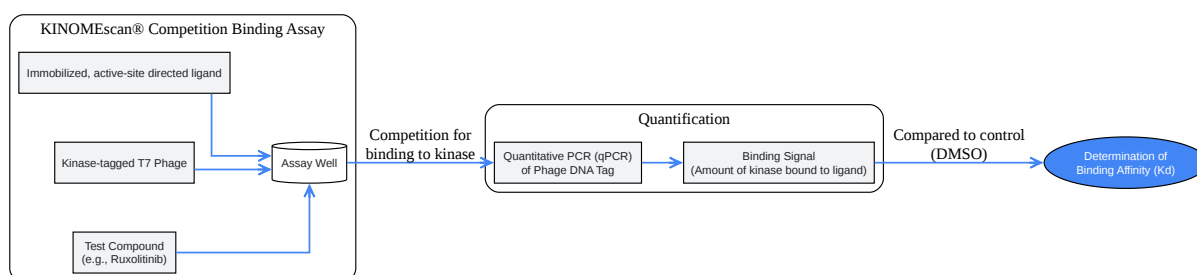 KINOMEscan® Competition Binding Assay
Immobilized, active-site directed ligand
Kinase-tagged T7 Phage
Assay Well
Test Compound
(e.g., Ruxolitinib)
Competition for
binding to kinase
Quantification
Quantitative PCR (qPCR)
of Phage DNA Tag
Binding Signal
(Amount of kinase bound to ligand)
Compared to control
(DMSO)
Determination of
Binding Affinity (Kd)